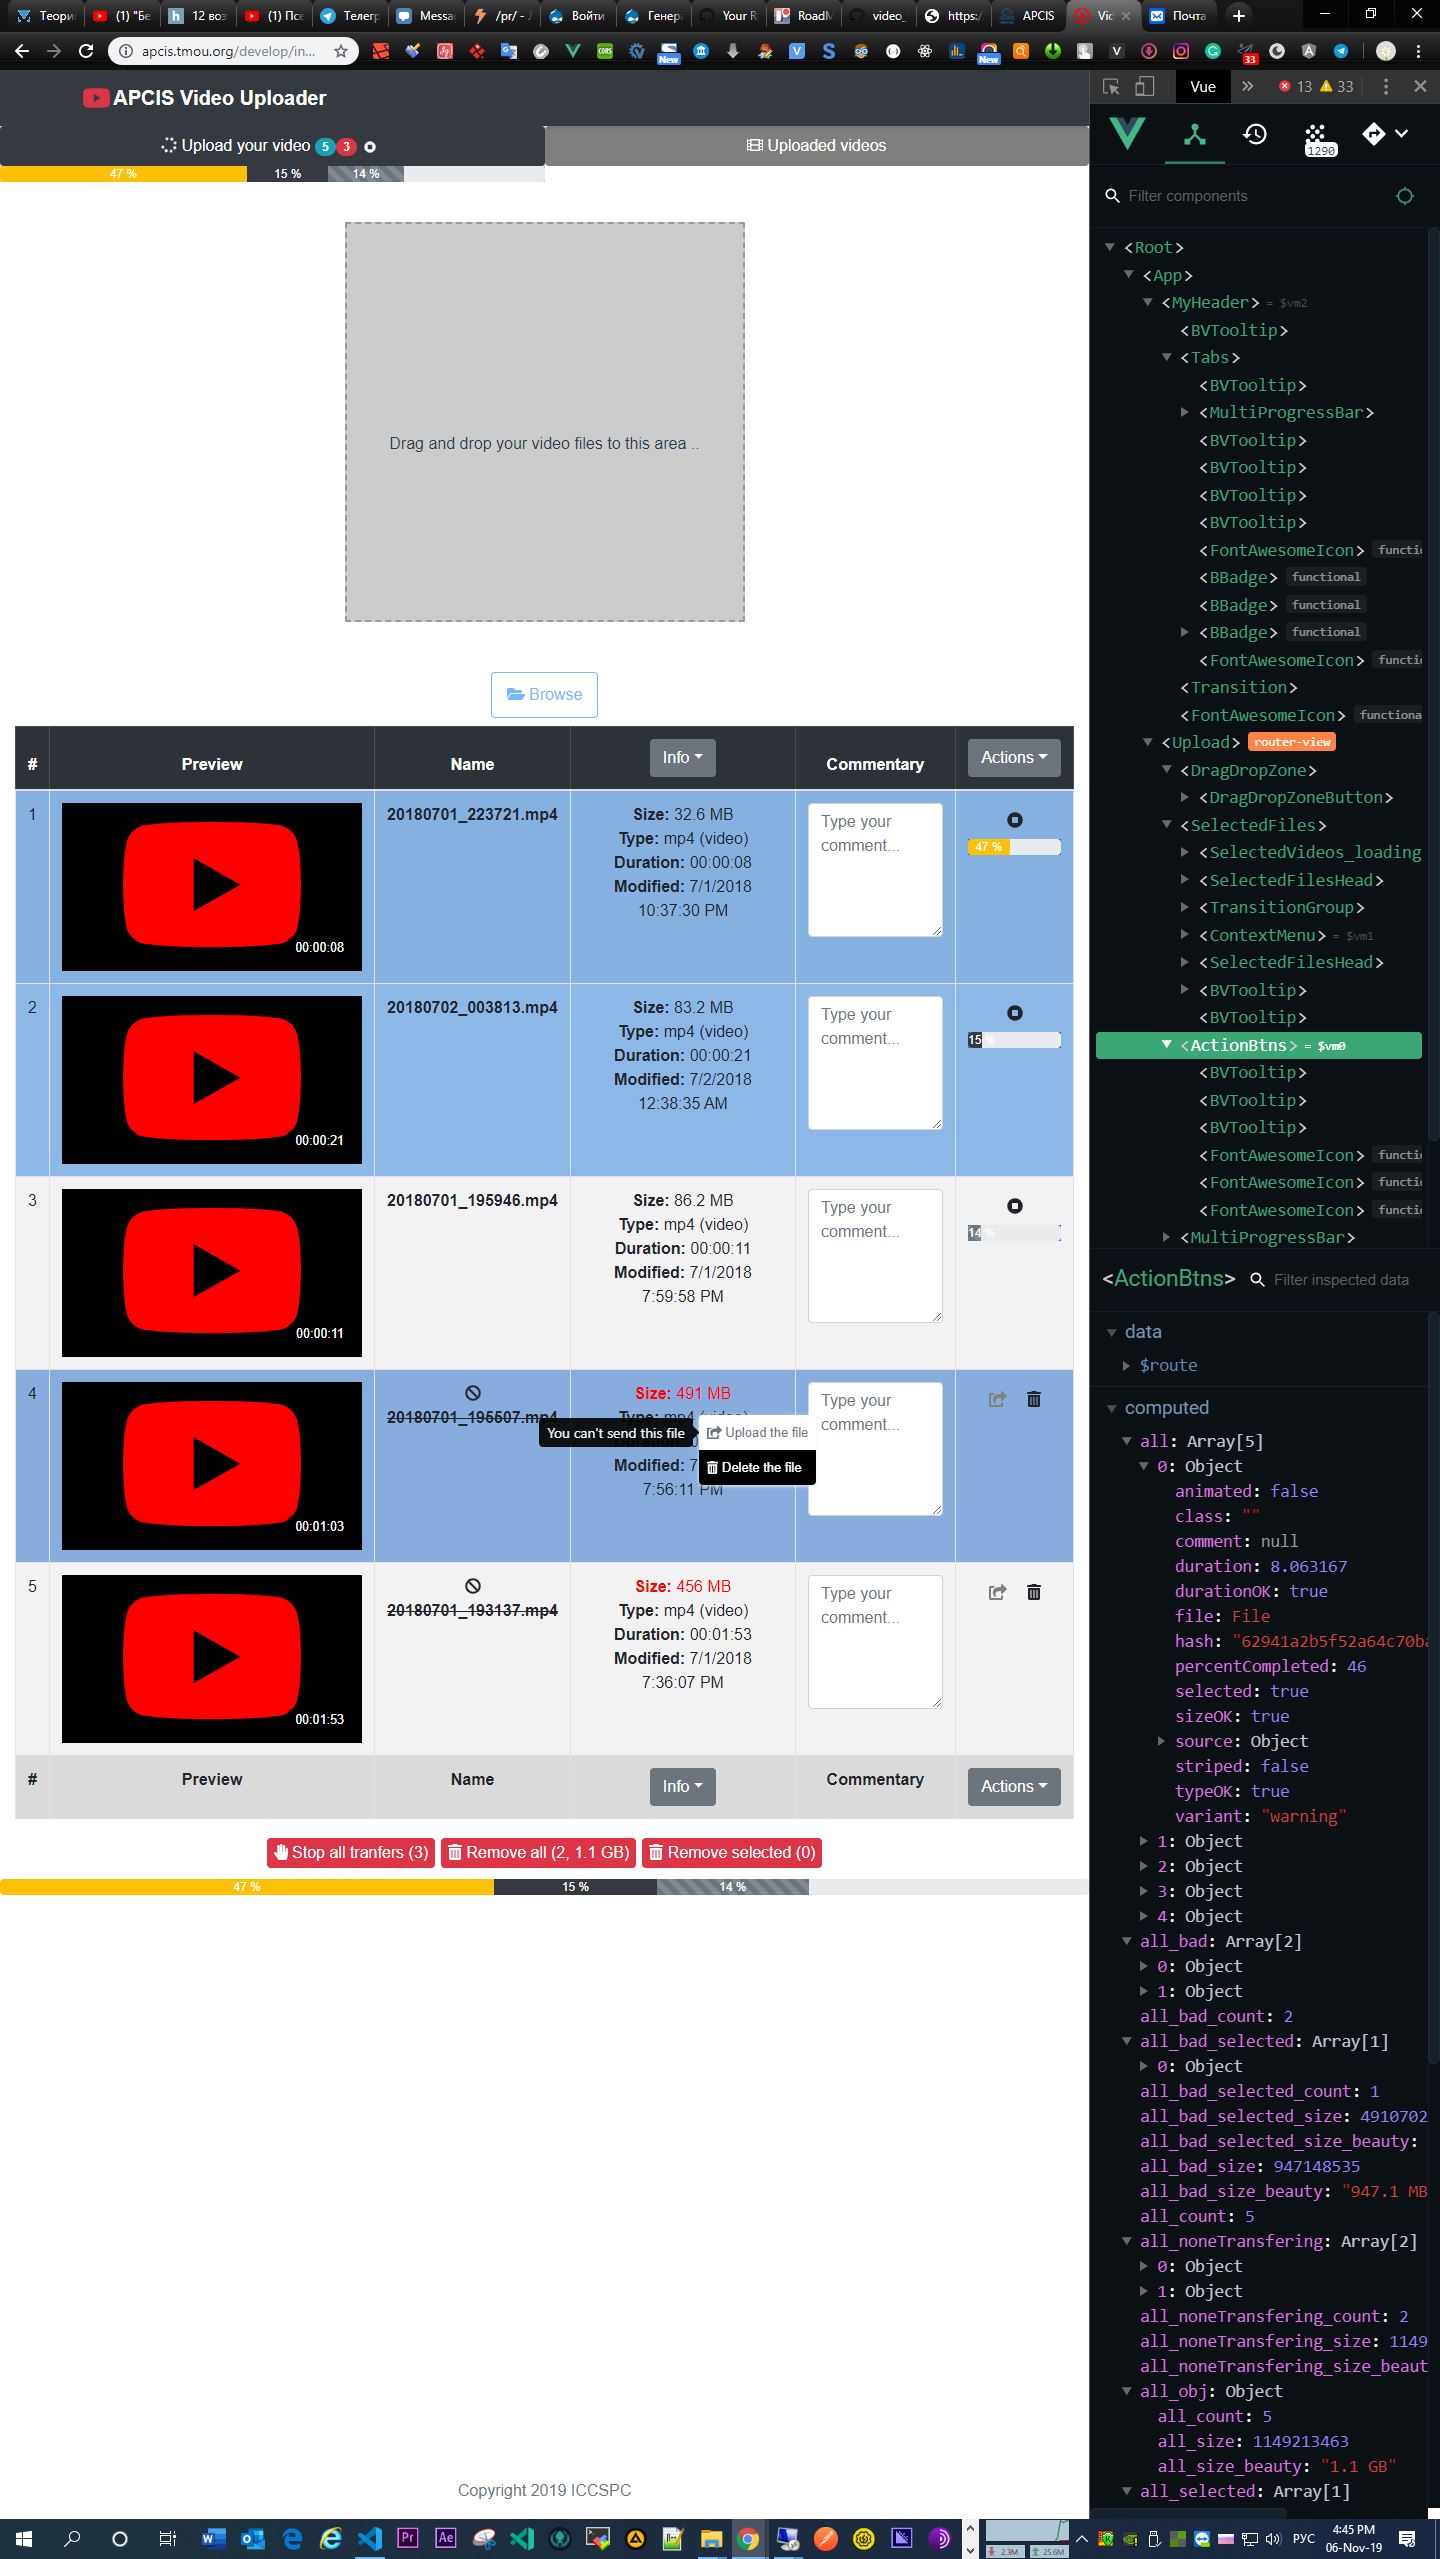 Теори
(1) "Бе
12 воз
(1) Псе
Телегр
Messa
/pr/ - J
Войти
Генер
Your R
RoadM
video_
https:/
APCIS
Vid
Почта
apcis.tmou.org/develop/in...
New
New
33
APCIS Video Uploader
Upload your video 5 3
Uploaded videos
47 %
15 %
14 %
Drag and drop your video files to this area ..
Browse
#
Preview
Name
Info
Commentary
Actions
1
00:00:08
20180701_223721.mp4
Size: 32.6 MB
Type: mp4 (video)
Duration: 00:00:08
Modified: 7/1/2018
10:37:30 PM
Type your
comment...
47 %
2
00:00:21
20180702_003813.mp4
Size: 83.2 MB
Type: mp4 (video)
Duration: 00:00:21
Modified: 7/2/2018
12:38:35 AM
Type your
comment...
15 %
3
00:00:11
20180701_195946.mp4
Size: 86.2 MB
Type: mp4 (video)
Duration: 00:00:11
Modified: 7/1/2018
7:59:58 PM
Type your
comment...
14 %
4
00:01:03
20180701_195507.mp4
Size: 491 MB
Type: mp4 (video)
You can't send this file
Upload the file
Delete the file
Modified: 7
7:56:11 PM
Type your
comment...
5
00:01:53
20180701_193137.mp4
Size: 456 MB
Type: mp4 (video)
Duration: 00:01:53
Modified: 7/1/2018
7:36:07 PM
Type your
comment...
#
Preview
Name
Info
Commentary
Actions
Stop all tranfers (3)
Remove all (2, 1.1 GB)
Remove selected (0)
47 %
15 %
14 %
Copyright 2019 ICCSPC
Vue
»
13
33
1290
Filter components
<Root>
<App>
<MyHeader> = $vm2
<BVTooltip>
<Tabs>
<BVTooltip>
<MultiProgressBar>
<BVTooltip>
<BVTooltip>
<BVTooltip>
<BVTooltip>
<FontAwesomeIcon> functio
<BBadge> functional
<BBadge> functional
<BBadge> functional
<FontAwesomeIcon> functio
<Transition>
<FontAwesomeIcon> functiona
<Upload> router-view
<DragDropZone>
<DragDropZoneButton>
<SelectedFiles>
<SelectedVideos_loading
<SelectedFilesHead>
<TransitionGroup>
<ContextMenu> = $vm1
<SelectedFilesHead>
<BVTooltip>
<BVTooltip>
<ActionBtns> = $vm0
<BVTooltip>
<BVTooltip>
<BVTooltip>
<FontAwesomeIcon> functio
<FontAwesomeIcon> functio
<FontAwesomeIcon> functio
<MultiProgressBar>
<ActionBtns>
Filter inspected data
data
$route
computed
all: Array[5]
0: Object
animated: false
class: ""
comment: null
duration: 8.063167
durationOK: true
file: File
hash: "62941a2b5f52a64c70ba
percentCompleted: 46
selected: true
sizeOK: true
source: Object
striped: false
typeOK: true
variant: "warning"
1: Object
2: Object
3: Object
4: Object
all_bad: Array[2]
0: Object
1: Object
all_bad_count: 2
all_bad_selected: Array[1]
0: Object
all_bad_selected_count: 1
all_bad_selected_size: 4910702
all_bad_selected_size_beauty:
all_bad_size: 947148535
all_bad_size_beauty: "947.1 MB
all_count: 5
all_noneTransfering: Array[2]
0: Object
1: Object
all_noneTransfering_count: 2
all_noneTransfering_size: 1149
all_noneTransfering_size_beaut
all_obj: Object
all_count: 5
all_size: 1149213463
all_size_beauty: "1.1 GB"
all_selected: Array[1]
2.3M
25.6M
РУС
4:45 PM
06-Nov-19